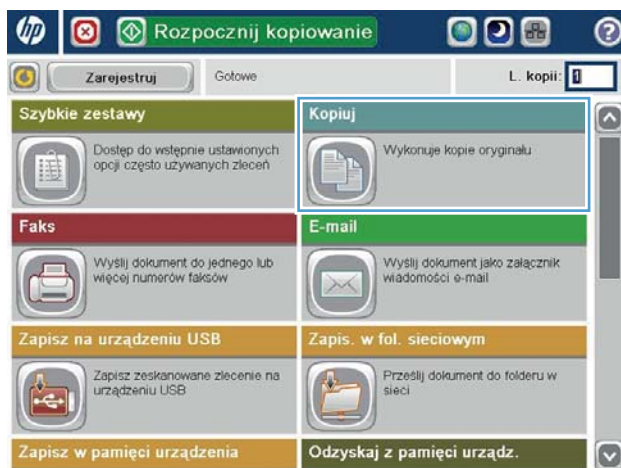 hp
Rozpocznij kopiowanie
?
Zarejestruj
Gotowe
L. kopii: 1
Szybkie zestawy
Kopiuj
Dostęp do wstępnie ustawionych
opcji często używanych zleceń
Wykonuje kopie oryginału
Faks
E-mail
Wyślij dokument do jednego lub
więcej numerów faksów
Wyślij dokument jako załącznik
wiadomości e-mail
Zapisz na urządzeniu USB
Zapis. w fol. sieciowym
Zapisz zeskanowane zlecenie na
urządzeniu USB
Prześlij dokument do folderu w
sieci
Zapisz w pamięci urządzenia
Odzyskaj z pamięci urządz.